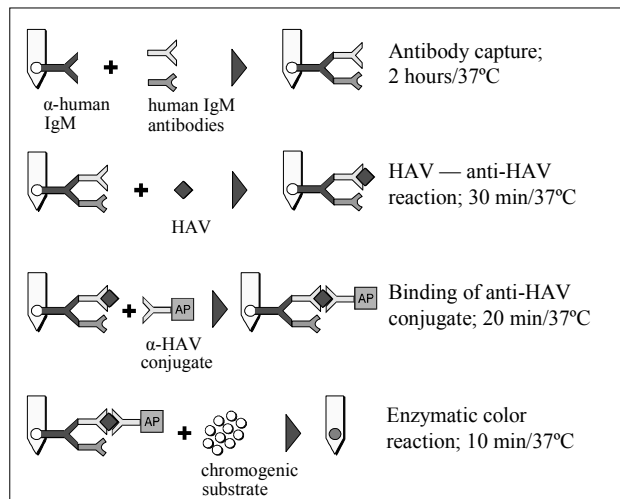 α-human
IgM
human IgM
antibodies
Antibody capture;
2 hours/37ºC
HAV
HAV — anti-HAV
reaction; 30 min/37ºC
AP
α-HAV
conjugate
AP
Binding of anti-HAV
conjugate; 20 min/37ºC
AP
chromogenic
substrate
Enzymatic color
reaction; 10 min/37ºC